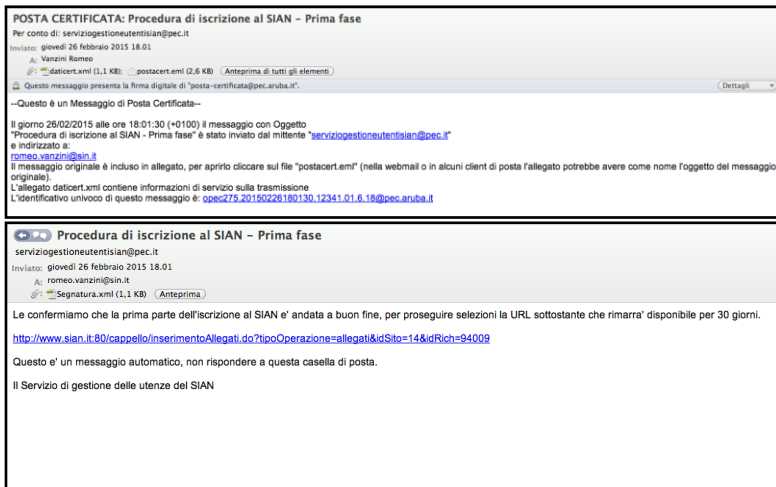 POSTA CERTIFICATA: Procedura di iscrizione al SIAN – Prima fase
Per conto di: serviziogestioneutentisian@pec.it
Inviato: giovedì 26 febbraio 2015 18.01
A: Vanzini Romeo
daticert.xml (1,1 KB); postacert.eml (2,6 KB) Anteprima di tutti gli elementi
Questo messaggio presenta la firma digitale di "posta-certificata@pec.aruba.it". Dettagli
--Questo è un Messaggio di Posta Certificata--
Il giorno 26/02/2015 alle ore 18:01:30 (+0100) il messaggio con Oggetto
"Procedura di iscrizione al SIAN - Prima fase" è stato inviato dal mittente "serviziogestioneutentisian@pec.it"
e indirizzato a:
romeo.vanzini@sin.it
Il messaggio originale è incluso in allegato, per aprirlo cliccare sul file "postacert.eml" (nella webmail o in alcuni client di posta l'allegato potrebbe avere come nome l'oggetto del messaggio
originale).
L'allegato daticert.xml contiene informazioni di servizio sulla trasmissione
L'identificativo univoco di questo messaggio è: opec275.20150226180130.12341.01.6.18@pec.aruba.it
Procedura di iscrizione al SIAN – Prima fase
serviziogestioneutentisian@pec.it
Inviato: giovedì 26 febbraio 2015 18.01
A: romeo.vanzini@sin.it
Segnatura.xml (1,1 KB) Anteprima
Le confermiamo che la prima parte dell'iscrizione al SIAN e' andata a buon fine, per proseguire selezioni la URL sottostante che rimarra' disponibile per 30 giorni.
http://www.sian.it:80/cappello/inserimentoAllegati.do?tipoOperazione=allegati&idSito=14&idRich=94009
Questo e' un messaggio automatico, non rispondere a questa casella di posta.
Il Servizio di gestione delle utenze del SIAN